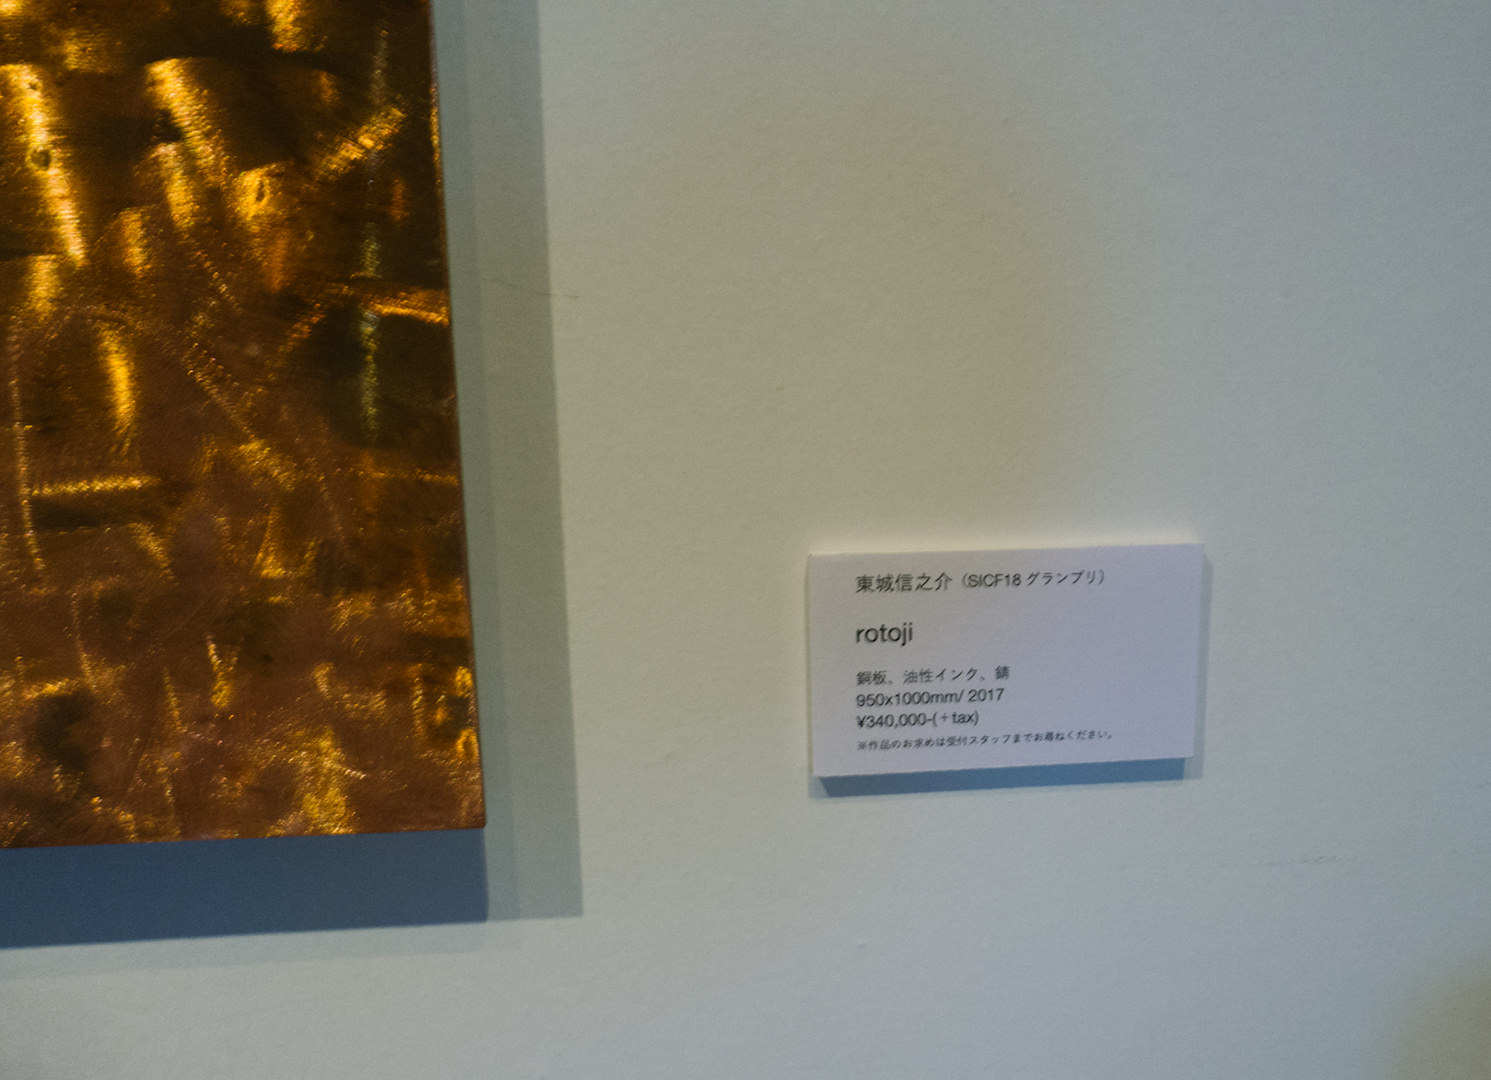 東城信之介（SICF18 グランプリ）
rotoji
銅板、油性インク、錆
950x1000mm/ 2017
¥340,000-(+tax)
※作品のお求めは受付スタッフまでお尋ねください。